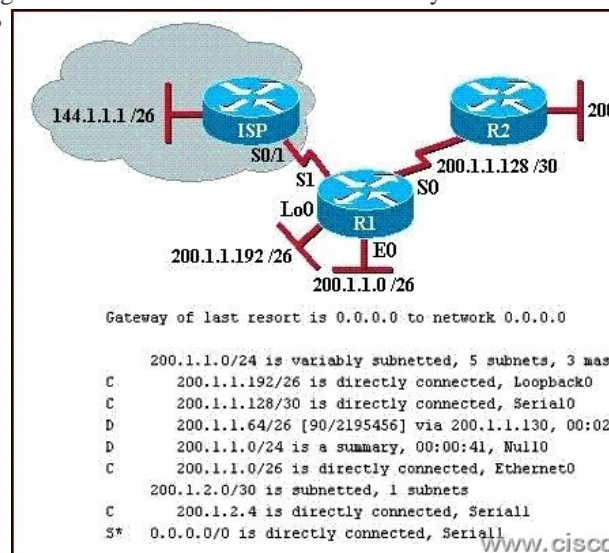 144.1.1.1 /26
ISP
S0/1
R2
200
200.1.1.128 /30
S1
S0
Lo0
R1
E0
200.1.1.192 /26
200.1.1.0 /26
Gateway of last resort is 0.0.0.0 to network 0.0.0.0
200.1.1.0/24 is variably subnetted, 5 subnets, 3 mas
C 200.1.1.192/26 is directly connected, Loopback0
C 200.1.1.128/30 is directly connected, Serial0
D 200.1.1.64/26 [90/2195456] via 200.1.1.130, 00:02
D 200.1.1.0/24 is a summary, 00:00:41, Null0
C 200.1.1.0/26 is directly connected, Ethernet0
200.1.2.0/30 is subnetted, 1 subnets
C 200.1.2.4 is directly connected, Serial1
S* 0.0.0.0/0 is directly connected, Serial1
www.cisco